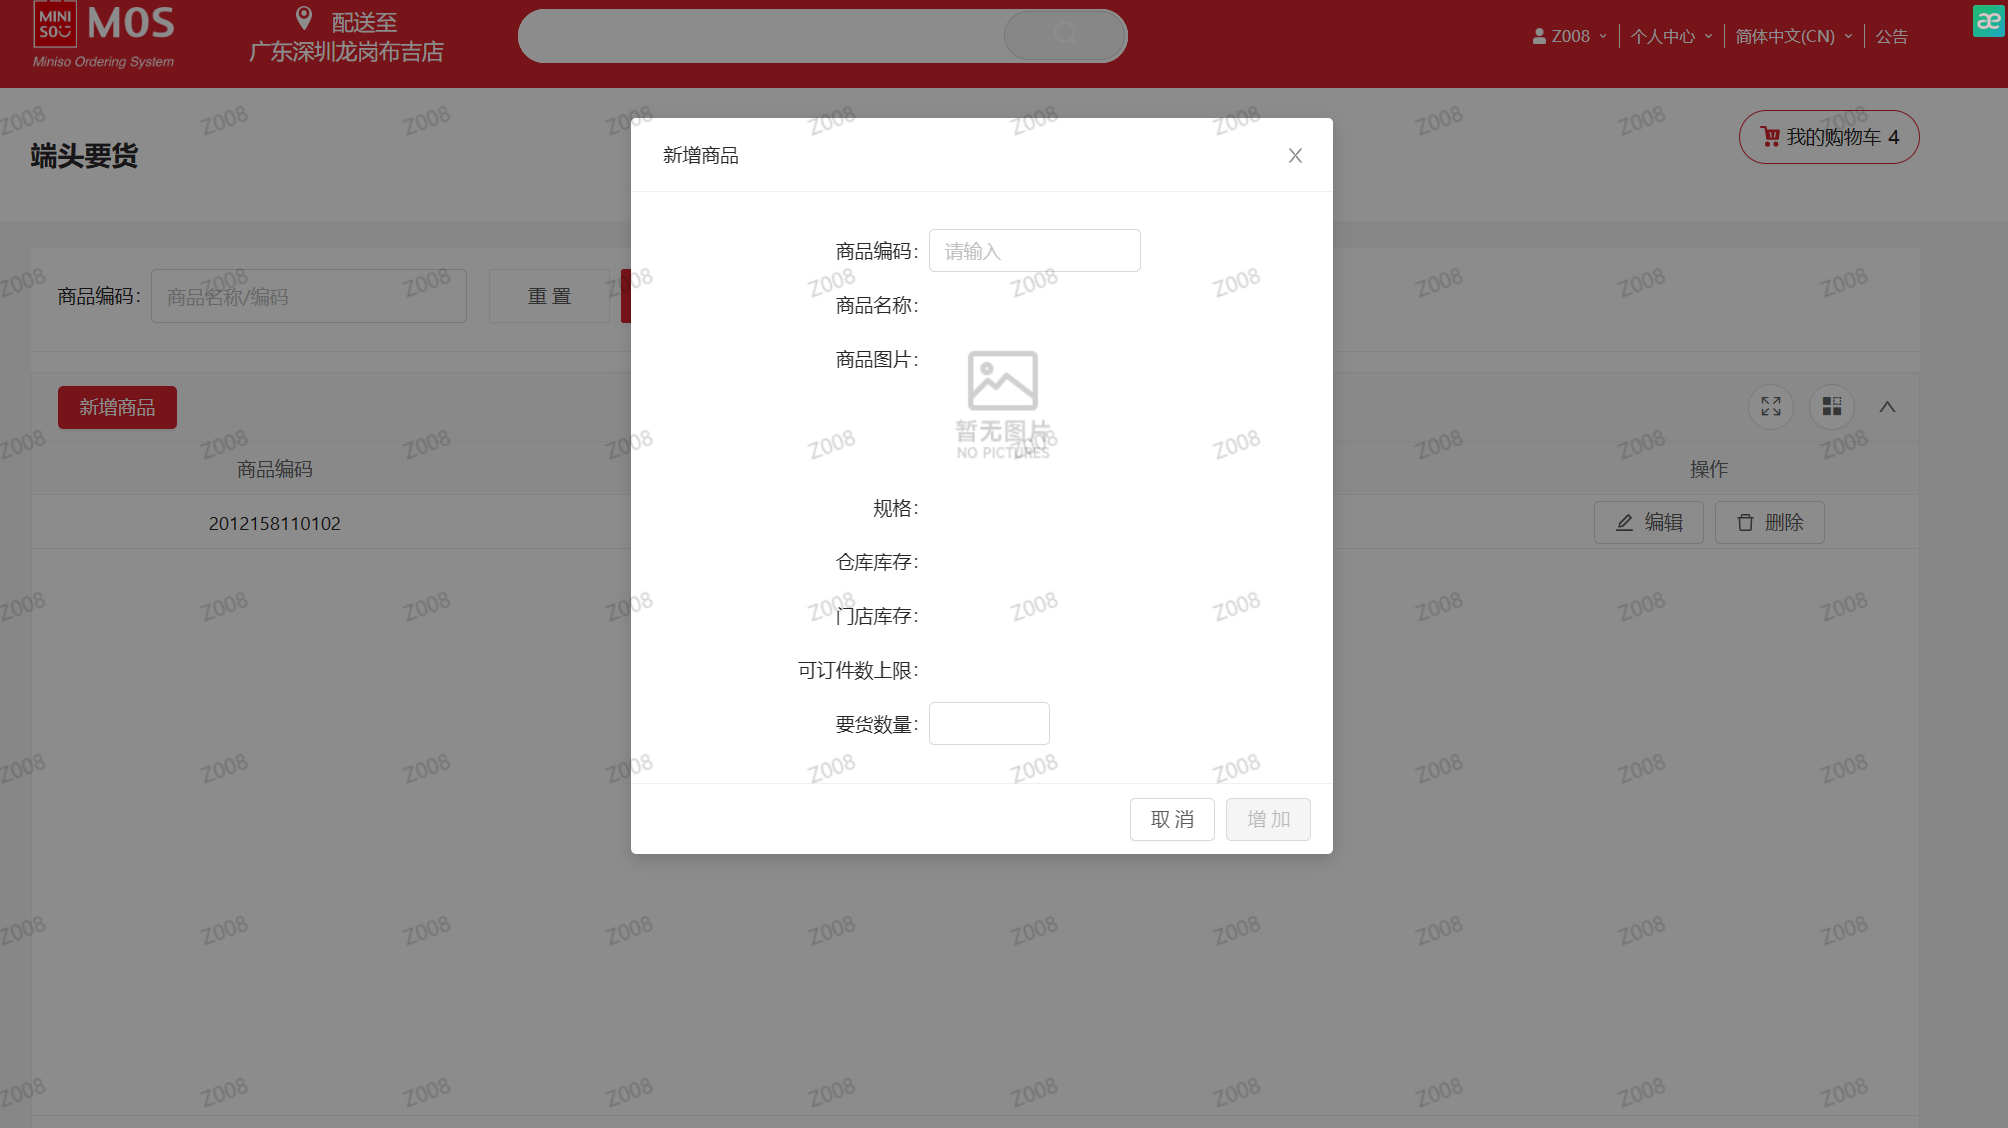 MINI
SOU
MOS
Miniso Ordering System
配送至
广东深圳龙岗布吉店
Z008
个人中心
简体中文(CN)
公告
æ
端头要货
我的购物车 4
新增商品
X
商品编码:
请输入
商品名称:
商品图片:
暂无图片
NO PICTURES
规格:
仓库库存:
门店库存:
可订件数上限:
要货数量:
取 消
增 加
商品编码:
商品名称/编码
重 置
新增商品
商品编码
操作
2012158110102
编辑
删除
Z008